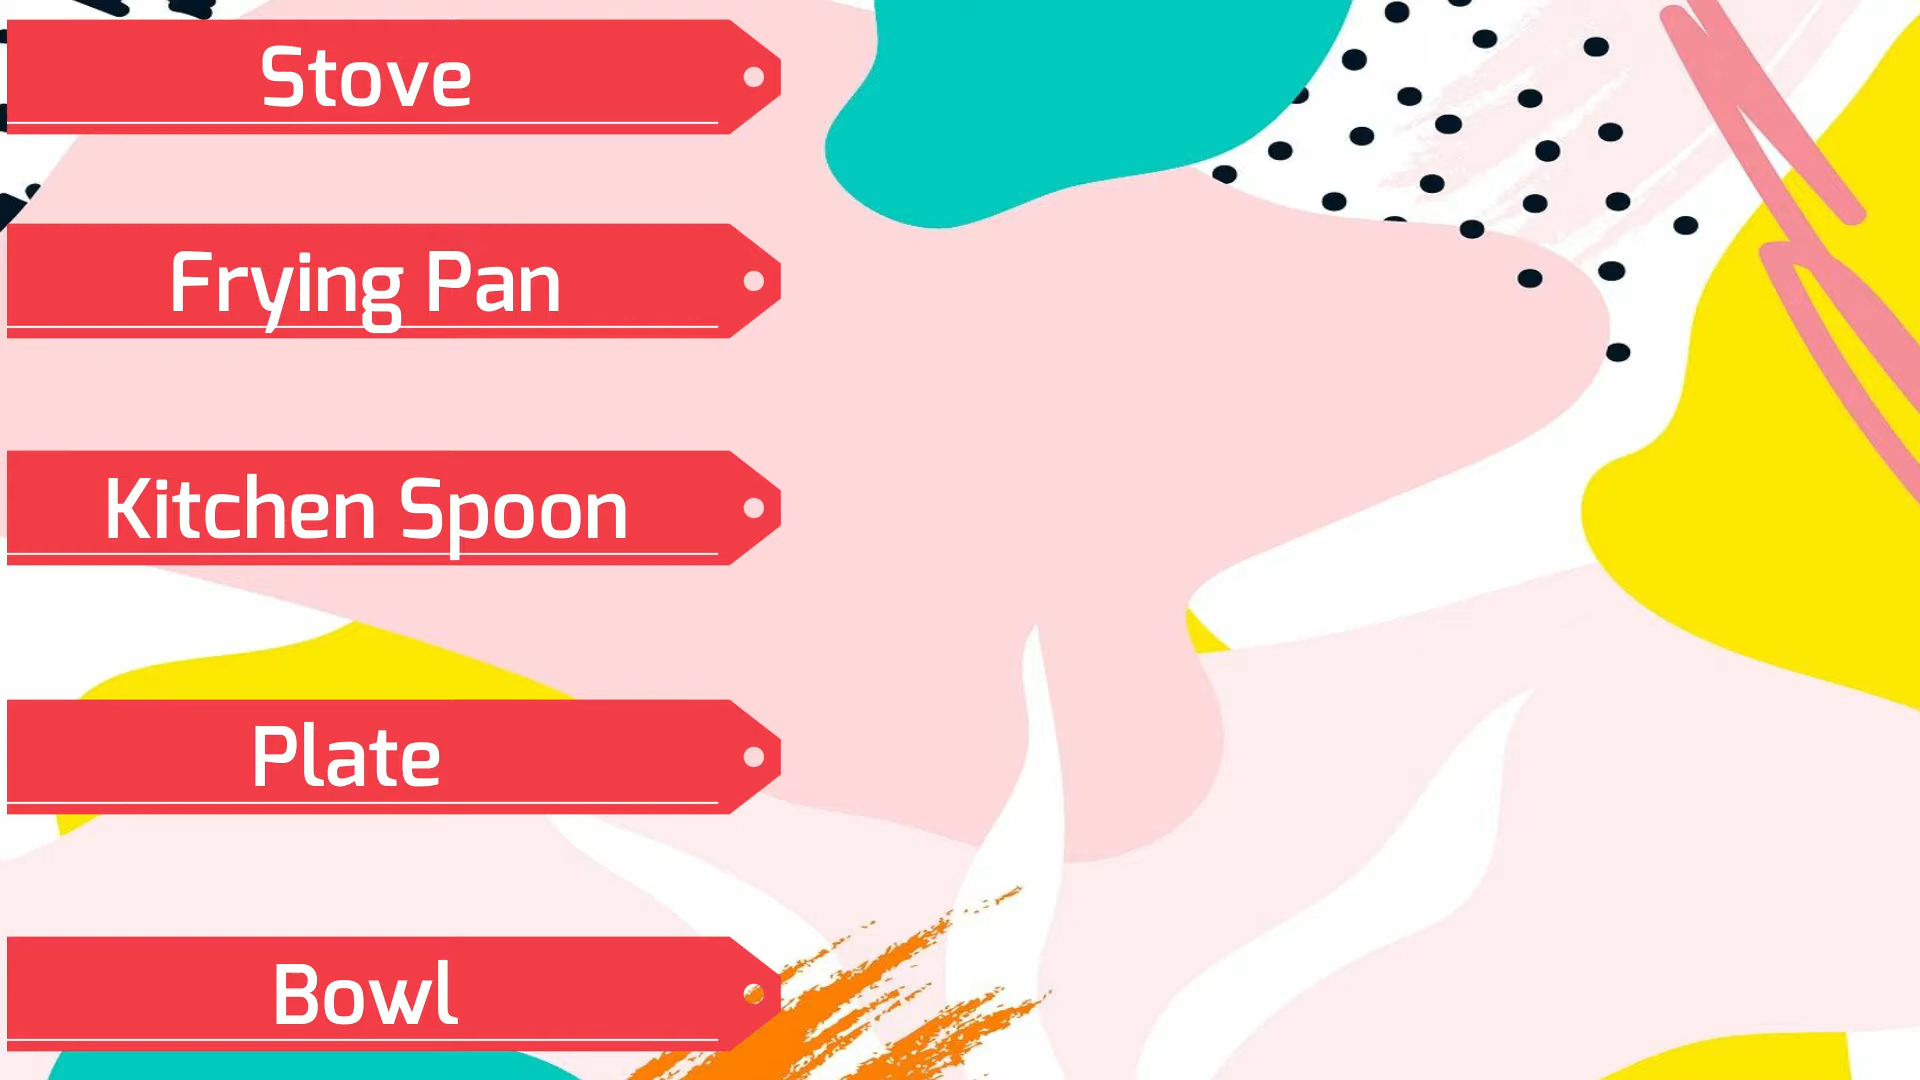 Stove
Frying Pan
Kitchen Spoon
Plate
Bowl